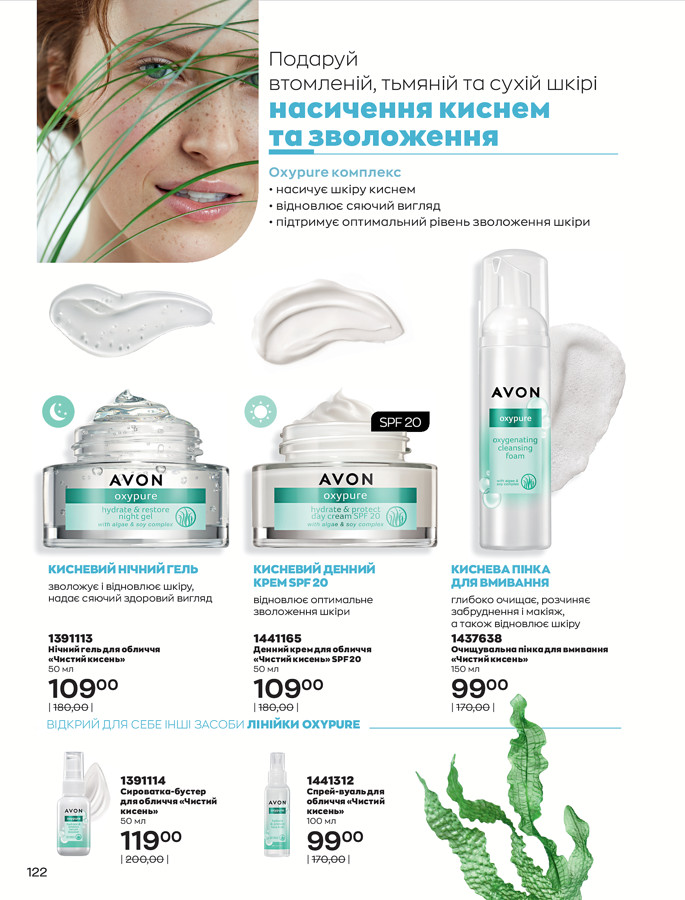 Подаруй
втомленій, тьмяній та сухій шкірі
насичення киснем
та зволоження
Oxypure комплекс
• насичує шкіру киснем
• відновлює сяючий вигляд
• підтримує оптимальний рівень зволоження шкіри
SPF 20
AVON
oxypure
hydrate & restore
night gel
with algae & soy complex
AVON
oxypure
hydrate & protect
day cream SPF 20
with algae & soy complex
AVON
oxypure
oxygenating
cleansing
foam
with algae & soy complex
КИСНЕВИЙ НІЧНИЙ ГЕЛЬ
зволожує і відновлює шкіру,
надає сяючий здоровий вигляд
1391113
Нічний гель для обличчя
«Чистий кисень»
50 мл
109⁰⁰
| 180,00 |
КИСНЕВИЙ ДЕННИЙ
КРЕМ SPF 20
відновлює оптимальне
зволоження шкіри
1441165
Денний крем для обличчя
«Чистий кисень» SPF 20
50 мл
109⁰⁰
| 180,00 |
КИСНЕВА ПІНКА
ДЛЯ ВМИВАННЯ
глибоко очищає, розчиняє
забруднення і макіяж,
а також відновлює шкіру
1437638
Очищувальна пінка для вмивання
«Чистий кисень»
150 мл
99⁰⁰
| 170,00 |
ВІДКРИЙ ДЛЯ СЕБЕ ІНШІ ЗАСОБИ ЛІНІЙКИ OXYPURE
AVON
oxypure
1391114
Сироватка-бустер
для обличчя «Чистий
кисень»
50 мл
119⁰⁰
| 200,00 |
AVON
oxypure
1441312
Спрей-вуаль для
обличчя «Чистий
кисень»
100 мл
99⁰⁰
| 170,00 |
122